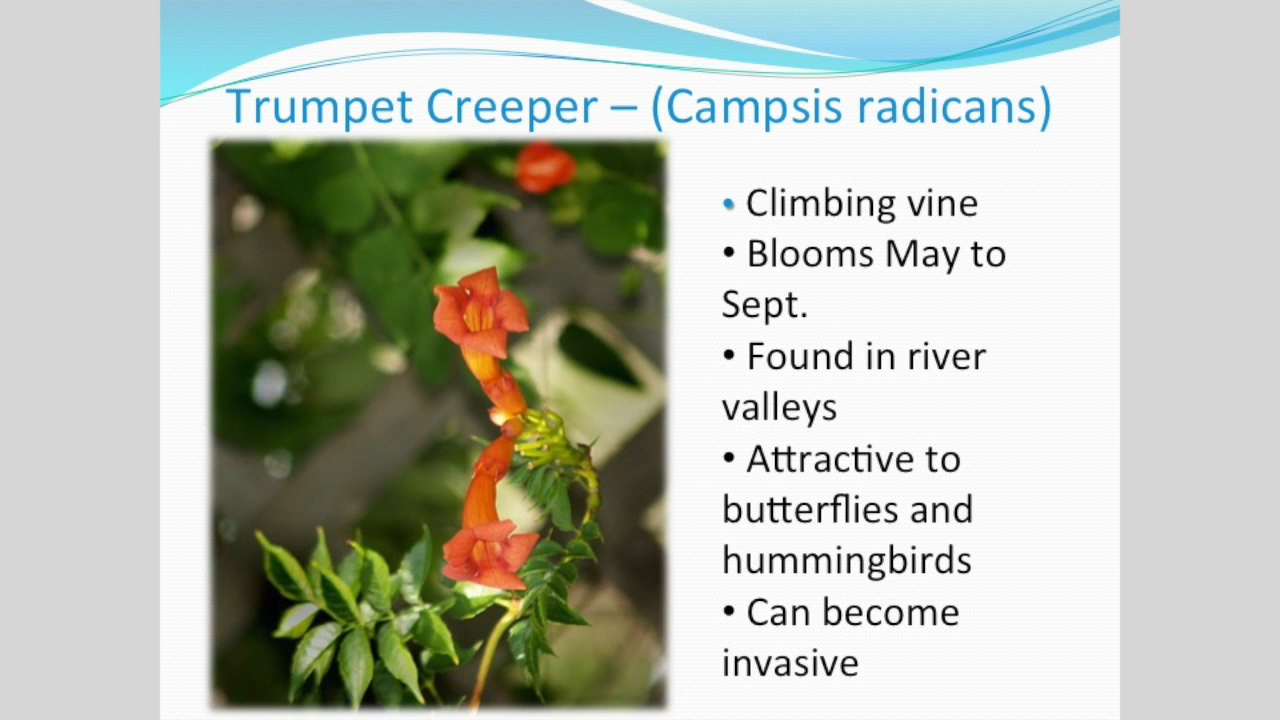 Trumpet Creeper – (Campsis radicans)
• Climbing vine
• Blooms May to
Sept.
• Found in river
valleys
• Attractive to
butterflies and
hummingbirds
• Can become
invasive